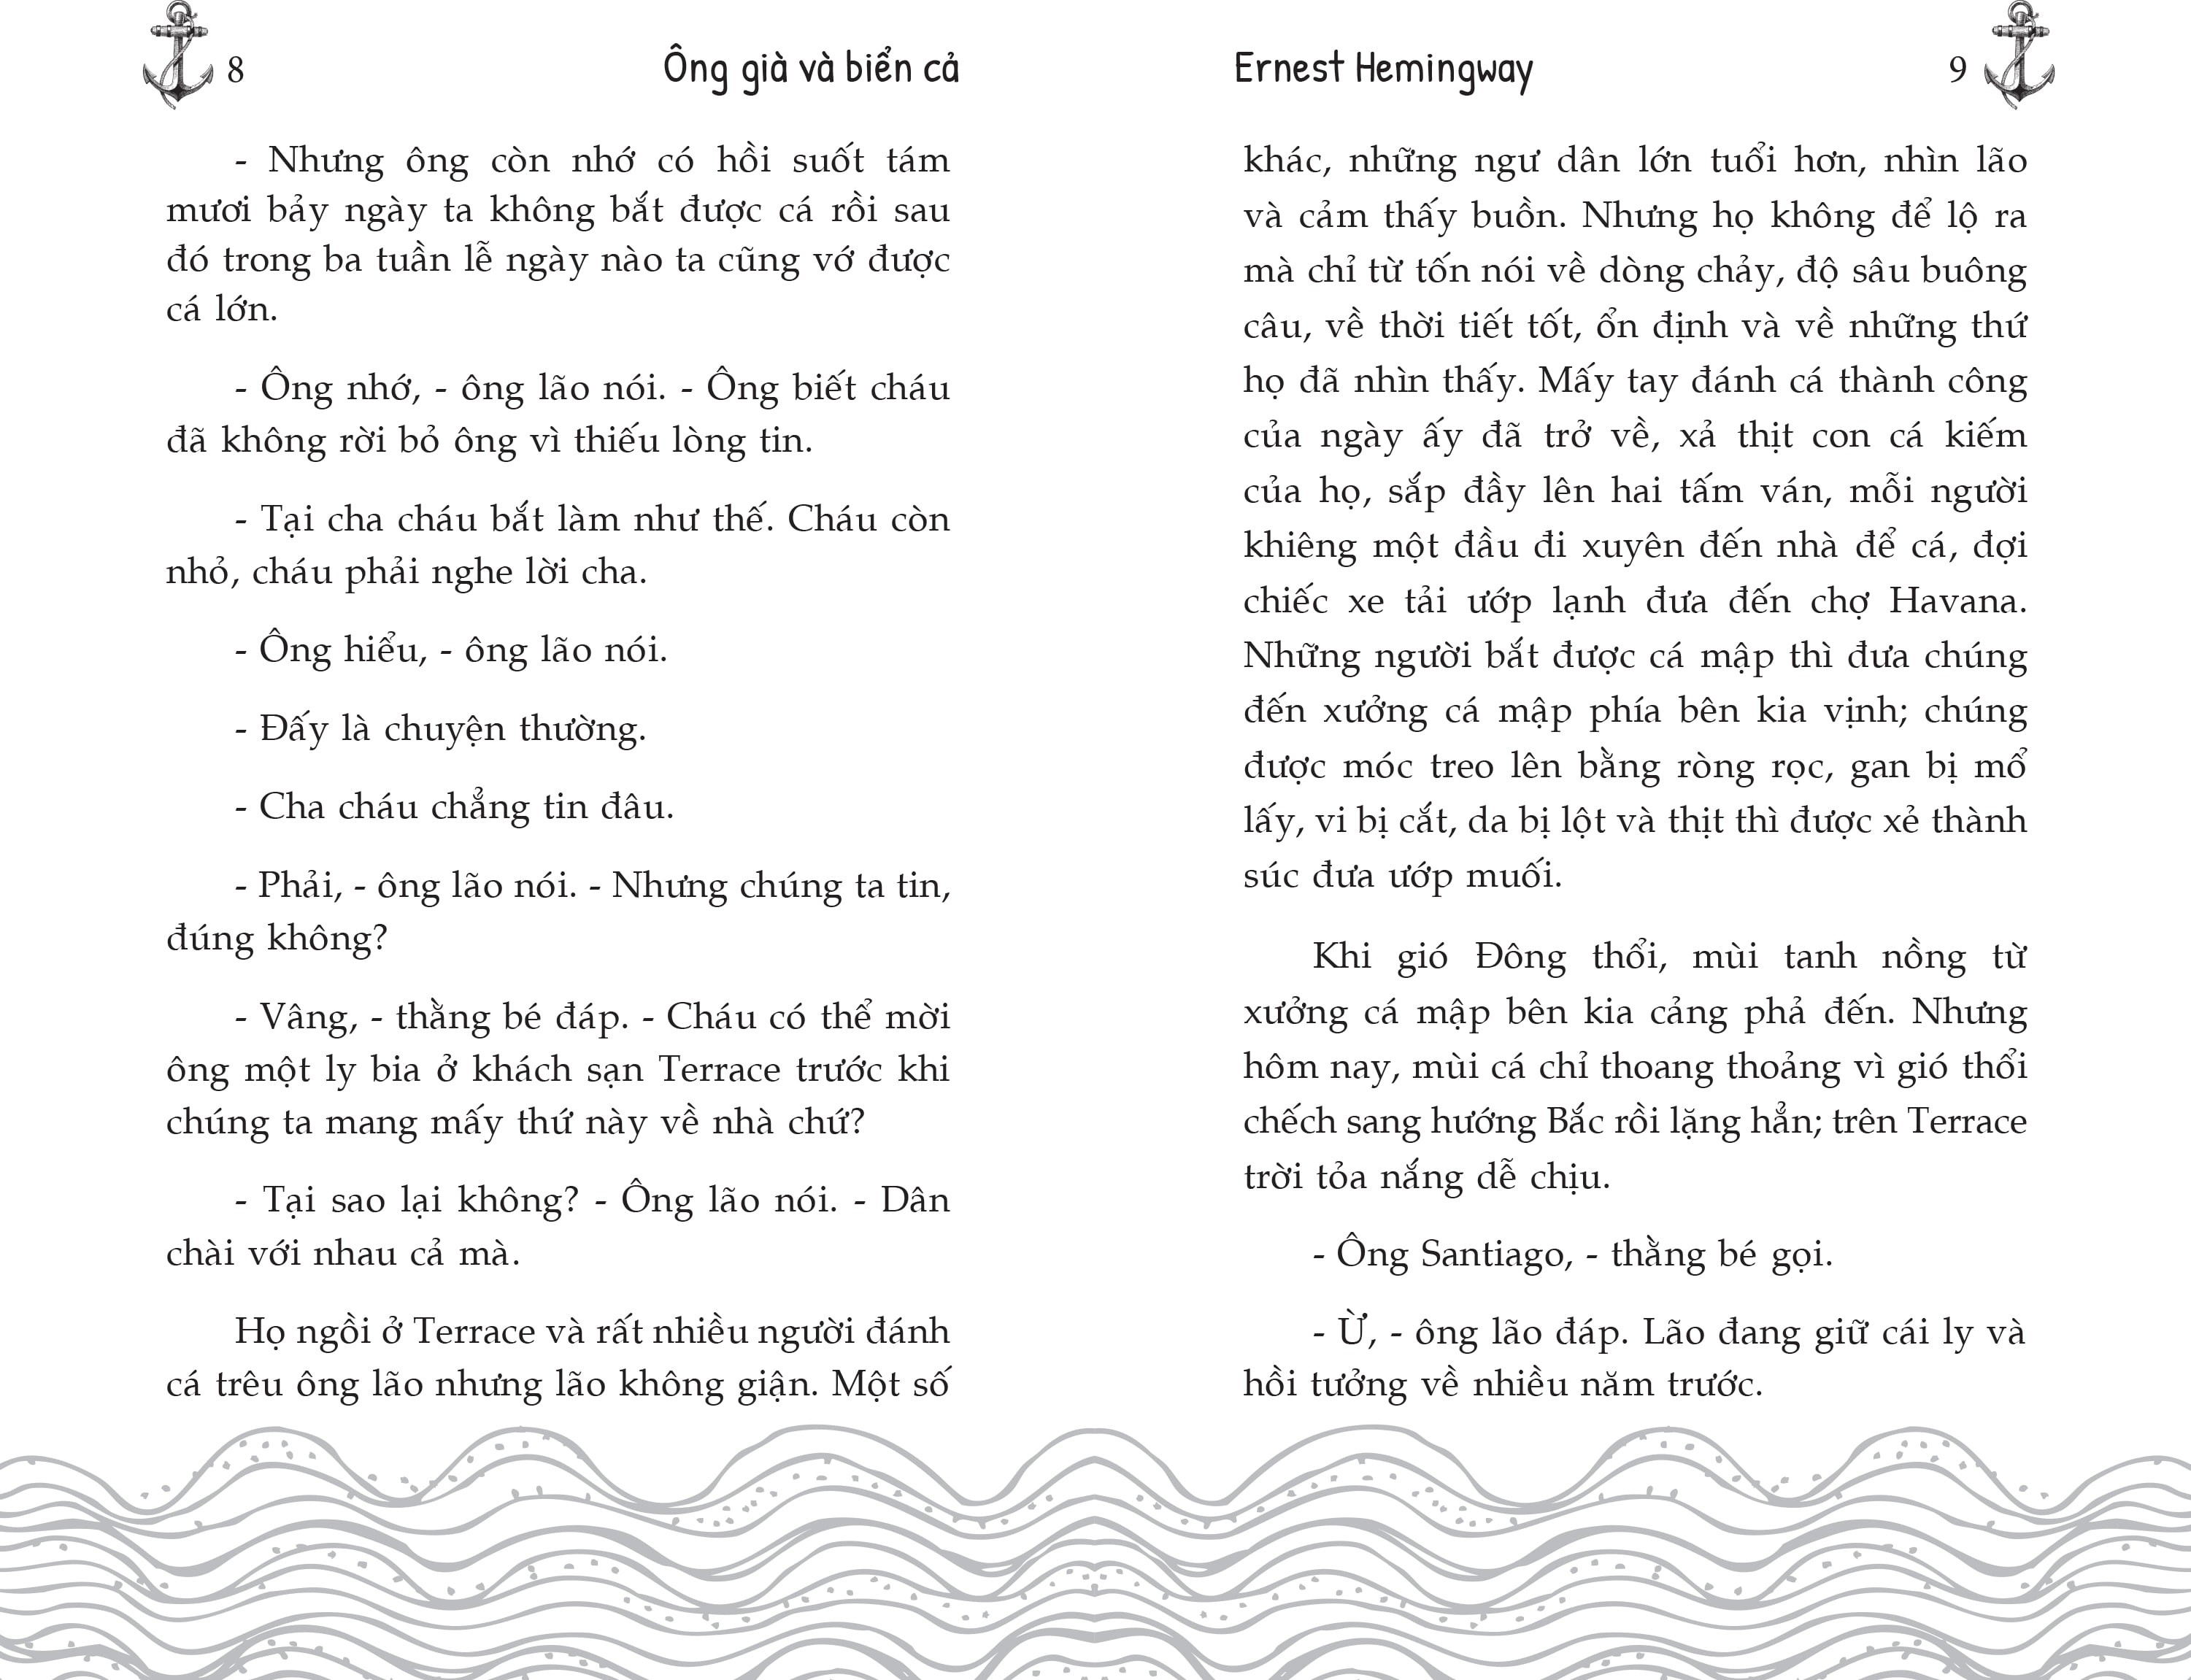 8
Ông già và biển cả
- Nhưng ông còn nhớ có hồi suốt tám
mươi bảy ngày ta không bắt được cá rồi sau
đó trong ba tuần lễ ngày nào ta cũng vớ được
cá lớn.
- Ông nhớ, - ông lão nói. - Ông biết cháu
đã không rời bỏ ông vì thiếu lòng tin.
- Tại cha cháu bắt làm như thế. Cháu còn
nhỏ, cháu phải nghe lời cha.
- Ông hiểu, - ông lão nói.
- Đấy là chuyện thường.
- Cha cháu chẳng tin đâu.
- Phải, - ông lão nói. - Nhưng chúng ta tin,
đúng không?
- Vâng, - thằng bé đáp. - Cháu có thể mời
ông một ly bia ở khách sạn Terrace trước khi
chúng ta mang mấy thứ này về nhà chứ?
- Tại sao lại không? - Ông lão nói. - Dân
chài với nhau cả mà.
Họ ngồi ở Terrace và rất nhiều người đánh
cá trêu ông lão nhưng lão không giận. Một số
Ernest Hemingway
9
khác, những ngư dân lớn tuổi hơn, nhìn lão
và cảm thấy buồn. Nhưng họ không để lộ ra
mà chỉ từ tốn nói về dòng chảy, độ sâu buông
câu, về thời tiết tốt, ổn định và về những thứ
họ đã nhìn thấy. Mấy tay đánh cá thành công
của ngày ấy đã trở về, xả thịt con cá kiếm
của họ, sắp đầy lên hai tấm ván, mỗi người
khiêng một đầu đi xuyên đến nhà để cá, đợi
chiếc xe tải ướp lạnh đưa đến chợ Havana.
Những người bắt được cá mập thì đưa chúng
đến xưởng cá mập phía bên kia vịnh; chúng
được móc treo lên bằng ròng rọc, gan bị mổ
lấy, vi bị cắt, da bị lột và thịt thì được xẻ thành
súc đưa ướp muối.
Khi gió Đông thổi, mùi tanh nồng từ
xưởng cá mập bên kia cảng phả đến. Nhưng
hôm nay, mùi cá chỉ thoang thoảng vì gió thổi
chếch sang hướng Bắc rồi lặng hẳn; trên Terrace
trời tỏa nắng dễ chịu.
- Ông Santiago, - thằng bé gọi.
- Ừ, - ông lão đáp. Lão đang giữ cái ly và
hồi tưởng về nhiều năm trước.